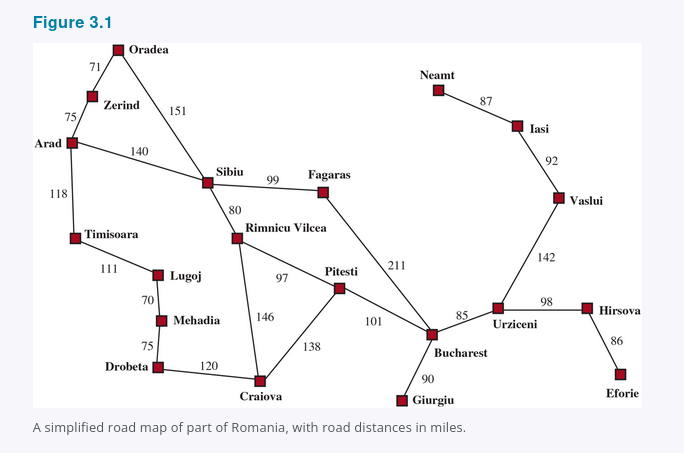 Figure 3.1
Oradea
71
Neamt
87
Zerind
151
75
Iasi
Arad
140
92
Sibiu
99
Fagaras
118
Vaslui
80
Timisoara
Rimnicu Vilcea
142
111
211
Lugoj
97
Pitesti
70
98
Hirsova
Mehadia
146
101
85
Urziceni
86
75
138
Bucharest
Drobeta
120
90
Craiova
Giurgiu
Eforie
A simplified road map of part of Romania, with road distances in miles.